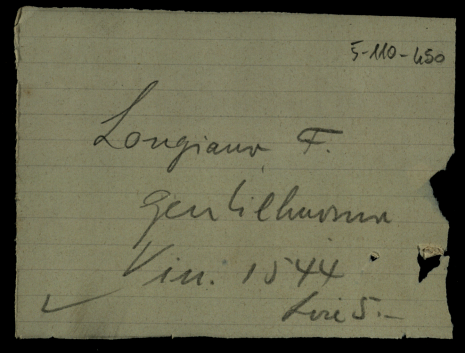 5-110-450
Longiano F.
Gentilhuomo
Vin. 1544
Lire 5.-